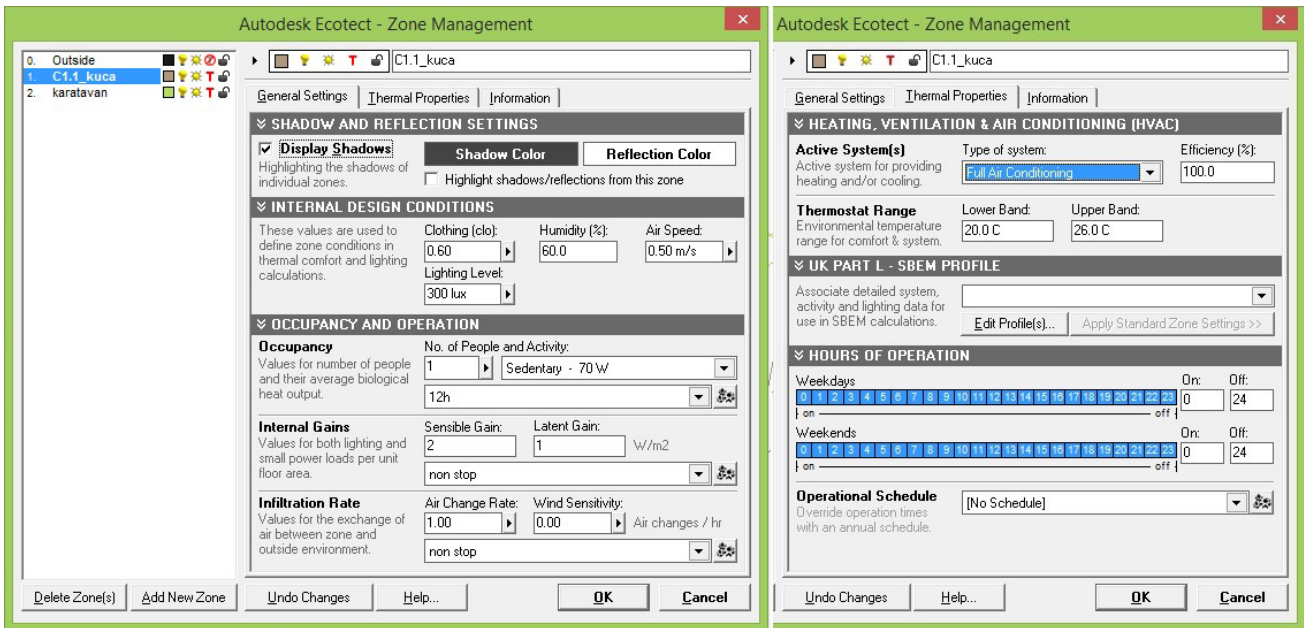 Autodesk Ecotect - Zone Management
0. Outside
1. C1.1_kuca T
2. karatavan T
T C1.1_kuca
General Settings Thermal Properties Information
SHADOW AND REFLECTION SETTINGS
Display Shadows
Highlighting the shadows of
individual zones.
Shadow Color Reflection Color
Highlight shadows/reflections from this zone
INTERNAL DESIGN CONDITIONS
These values are used to
define zone conditions in
thermal comfort and lighting
calculations.
Clothing (clo): Humidity (%): Air Speed:
0.60 60.0 0.50 m/s
Lighting Level:
300 lux
OCCUPANCY AND OPERATION
Occupancy
Values for number of people
and their average biological
heat output.
No. of People and Activity:
1 Sedentary - 70 W
12h
Internal Gains
Values for both lighting and
small power loads per unit
floor area.
Sensible Gain: Latent Gain:
2 1 W/m2
non stop
Infiltration Rate
Values for the exchange of
air between zone and
outside environment.
Air Change Rate: Wind Sensitivity:
1.00 0.00 Air changes / hr
non stop
Delete Zone(s) Add New Zone Undo Changes Help... OK Cancel
Autodesk Ecotect - Zone Management
T C1.1_kuca
General Settings Thermal Properties Information
HEATING, VENTILATION & AIR CONDITIONING (HVAC)
Active System(s)
Active system for providing
heating and/or cooling.
Type of system: Efficiency (%):
Full Air Conditioning 100.0
Thermostat Range
Environmental temperature
range for comfort & system.
Lower Band: Upper Band:
20.0 C 26.0 C
UK PART L - SBEM PROFILE
Associate detailed system,
activity and lighting data for
use in SBEM calculations.
Edit Profile(s)... Apply Standard Zone Settings >>
HOURS OF OPERATION
Weekdays On: Off:
0 1 2 3 4 5 6 7 8 9 10 11 12 13 14 15 16 17 18 19 20 21 22 23 0 24
on off
Weekends On: Off:
0 1 2 3 4 5 6 7 8 9 10 11 12 13 14 15 16 17 18 19 20 21 22 23 0 24
on off
Operational Schedule
Override operation times
with an annual schedule.
[No Schedule]
Undo Changes Help... OK Cancel